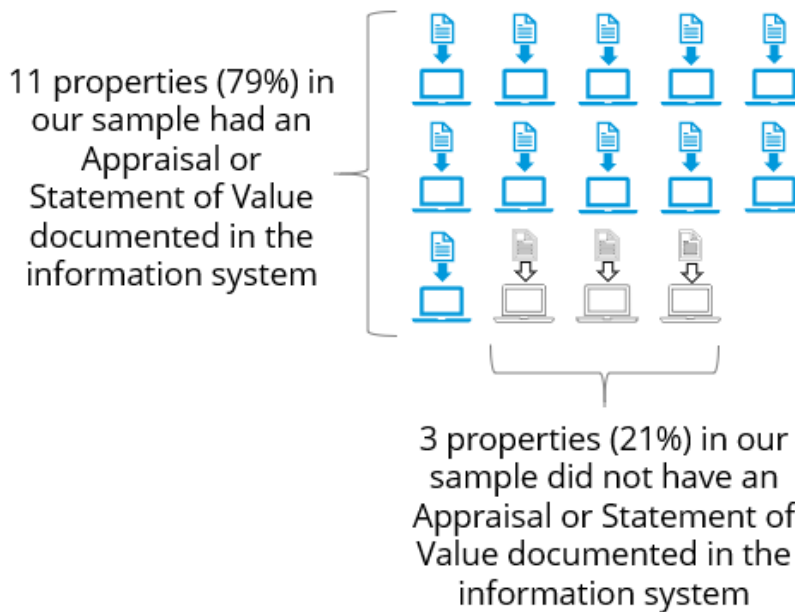 11 properties (79%) in
our sample had an
Appraisal or
Statement of Value
documented in the
information system
3 properties (21%) in our
sample did not have an
Appraisal or Statement of
Value documented in the
information system